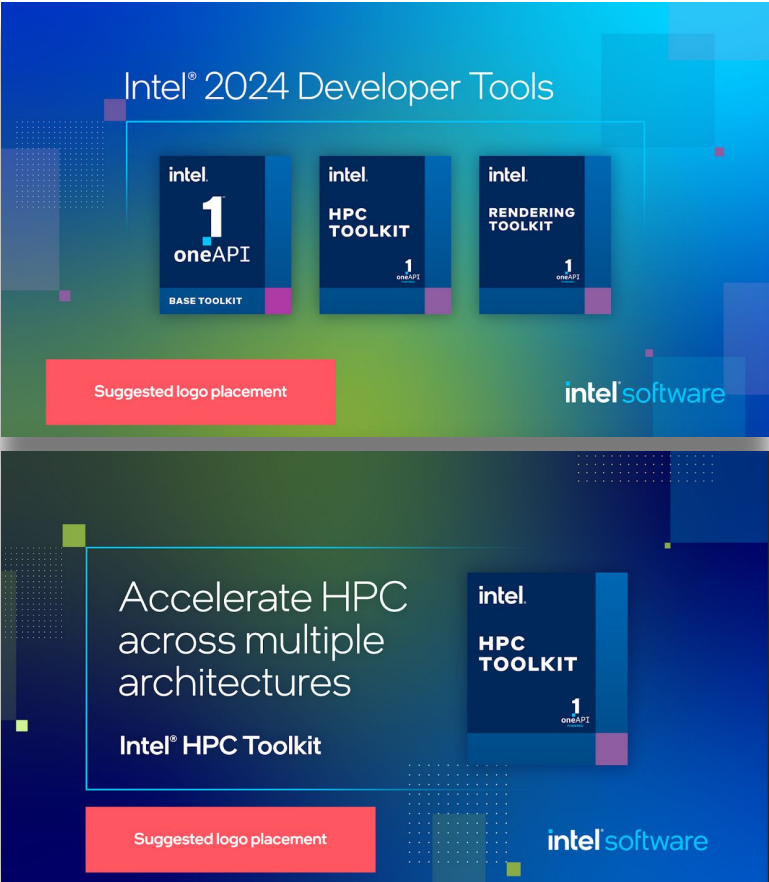 Intel® 2024 Developer Tools
intel.
1
oneAPI
BASE TOOLKIT
intel.
HPC
TOOLKIT
1
oneAPI
intel.
RENDERING
TOOLKIT
1
oneAPI
Suggested logo placement
intel software
Accelerate HPC
across multiple
architectures
Intel® HPC Toolkit
intel.
HPC
TOOLKIT
1
oneAPI
Suggested logo placement
intel software